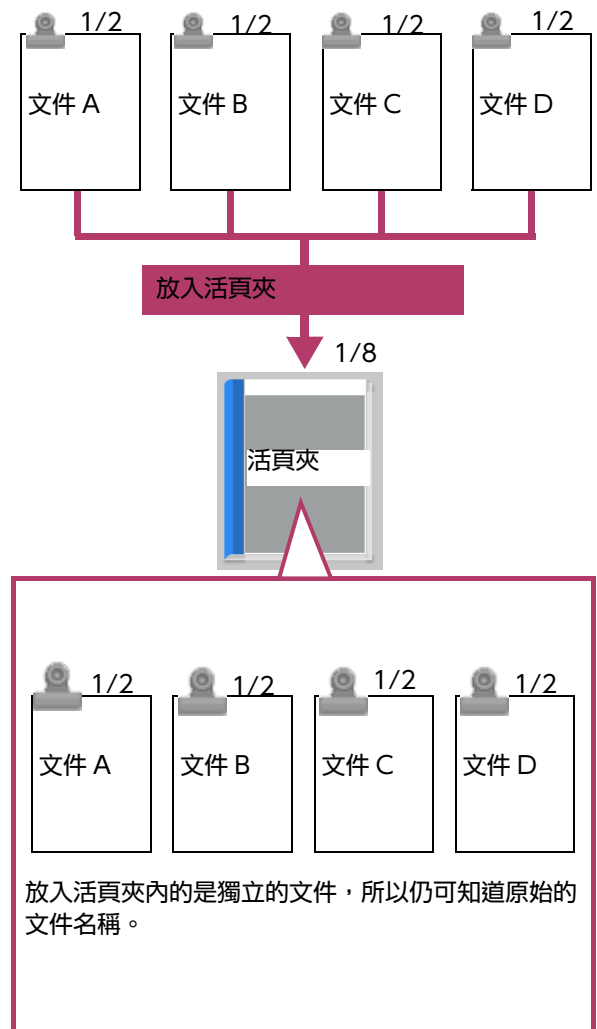 1/2
1/2
1/2
1/2
文件 A
文件 B
文件 C
文件 D
放入活頁夾
1/8
活頁夾
1/2
1/2
1/2
1/2
文件 A
文件 B
文件 C
文件 D
放入活頁夾內的是獨立的文件，所以仍可知道原始的
文件名稱。